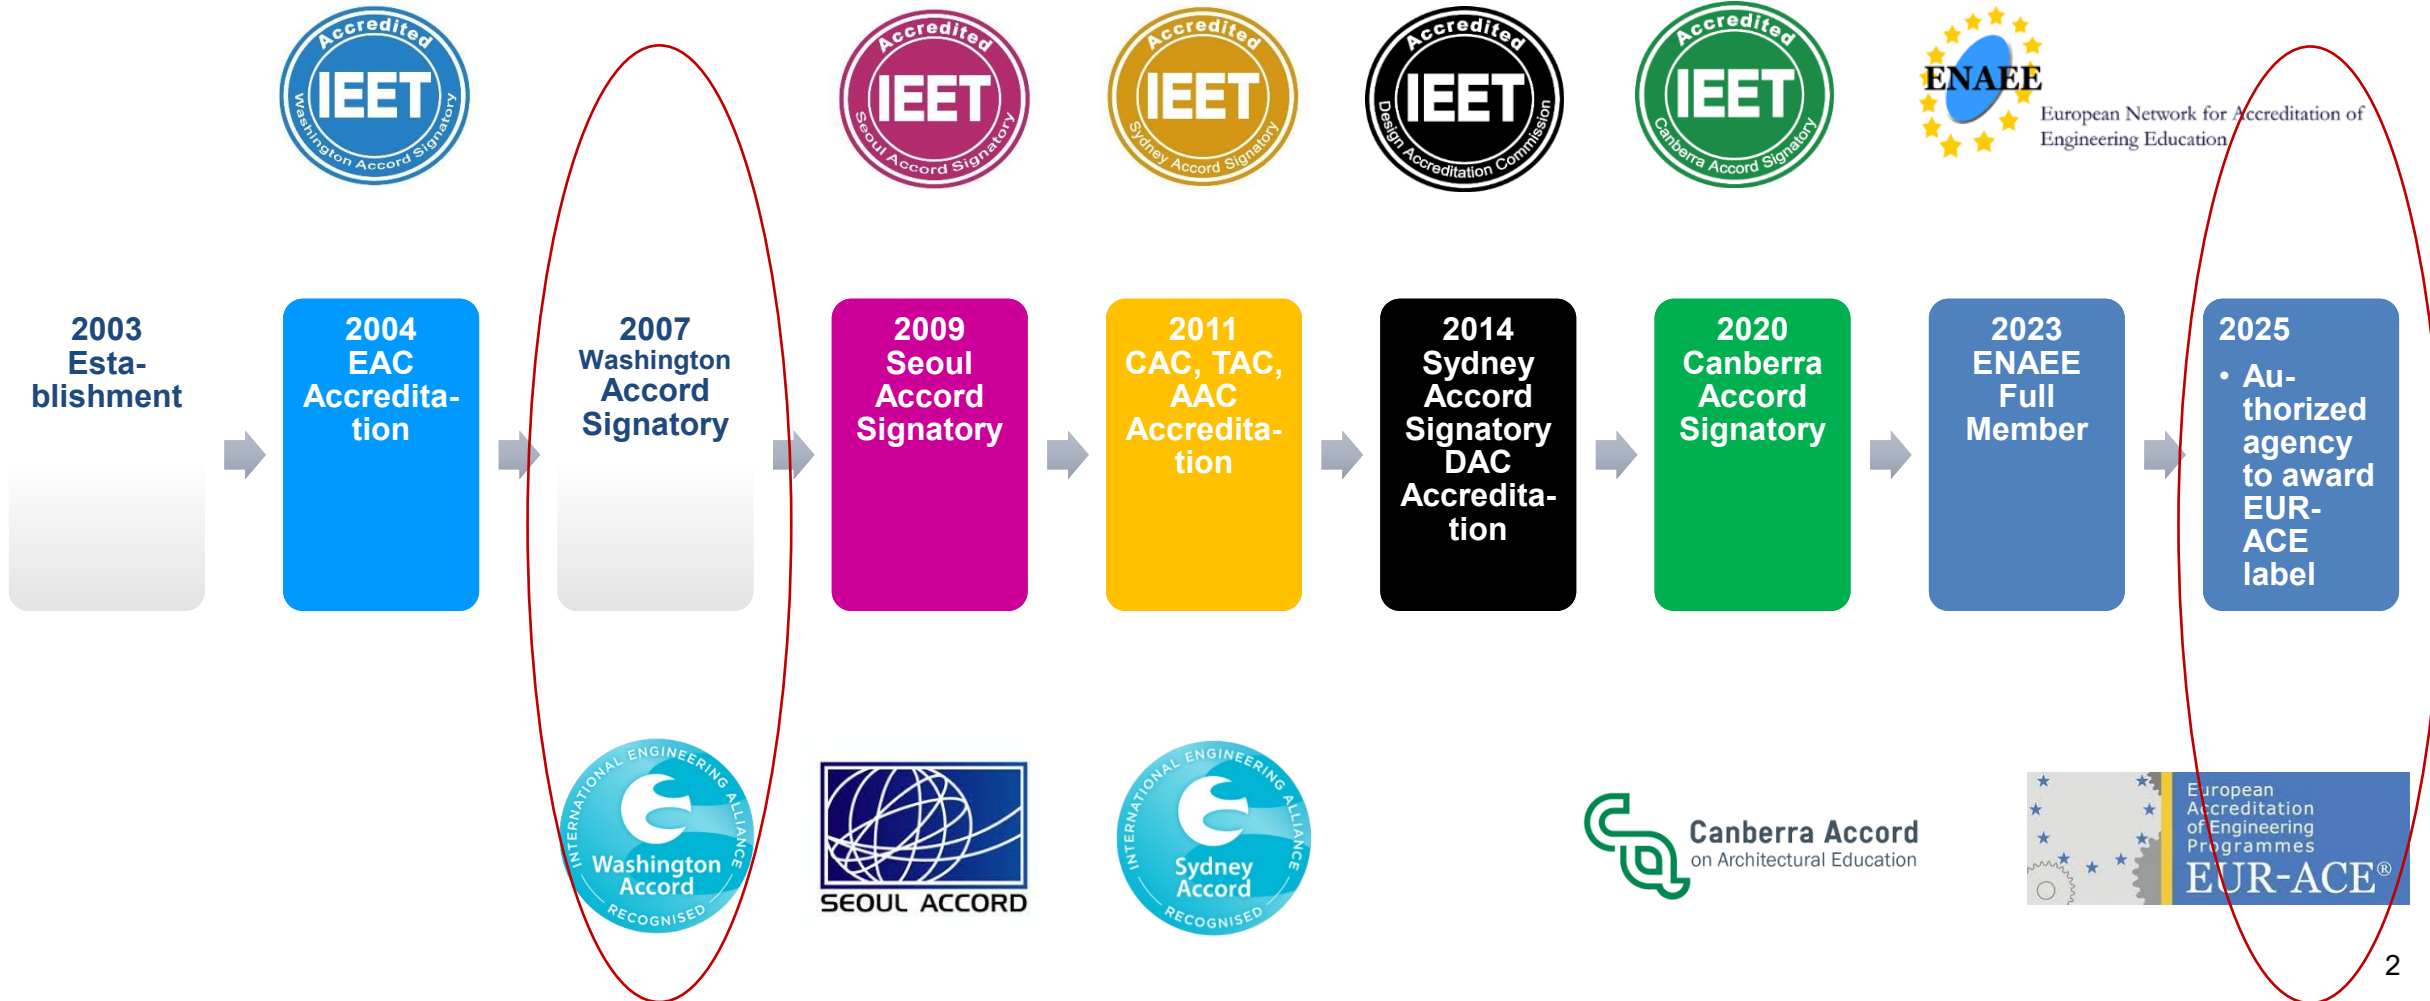 Accredited
IEET
Washington Accord Signatory
Accredited
IEET
Seoul Accord Signatory
Accredited
IEET
Sydney Accord Signatory
Accredited
IEET
Design Accreditation Commission
Accredited
IEET
Canberra Accord Signatory
ENAEE
European Network for Accreditation of
Engineering Education
2003
Esta-
blishment
2004
EAC
Accredita-
tion
2007
Washington
Accord
Signatory
2009
Seoul
Accord
Signatory
2011
CAC, TAC,
AAC
Accredita-
tion
2014
Sydney
Accord
Signatory
DAC
Accredita-
tion
2020
Canberra
Accord
Signatory
2023
ENAEE
Full
Member
2025
• Au-
thorized
agency
to award
EUR-
ACE
label
INTERNATIONAL ENGINEERING ALLIANCE
Washington
Accord
RECOGNISED
SEOUL ACCORD
INTERNATIONAL ENGINEERING ALLIANCE
Sydney
Accord
RECOGNISED
Canberra Accord
on Architectural Education
European
Accreditation
of Engineering
Programmes
EUR-ACE®
2